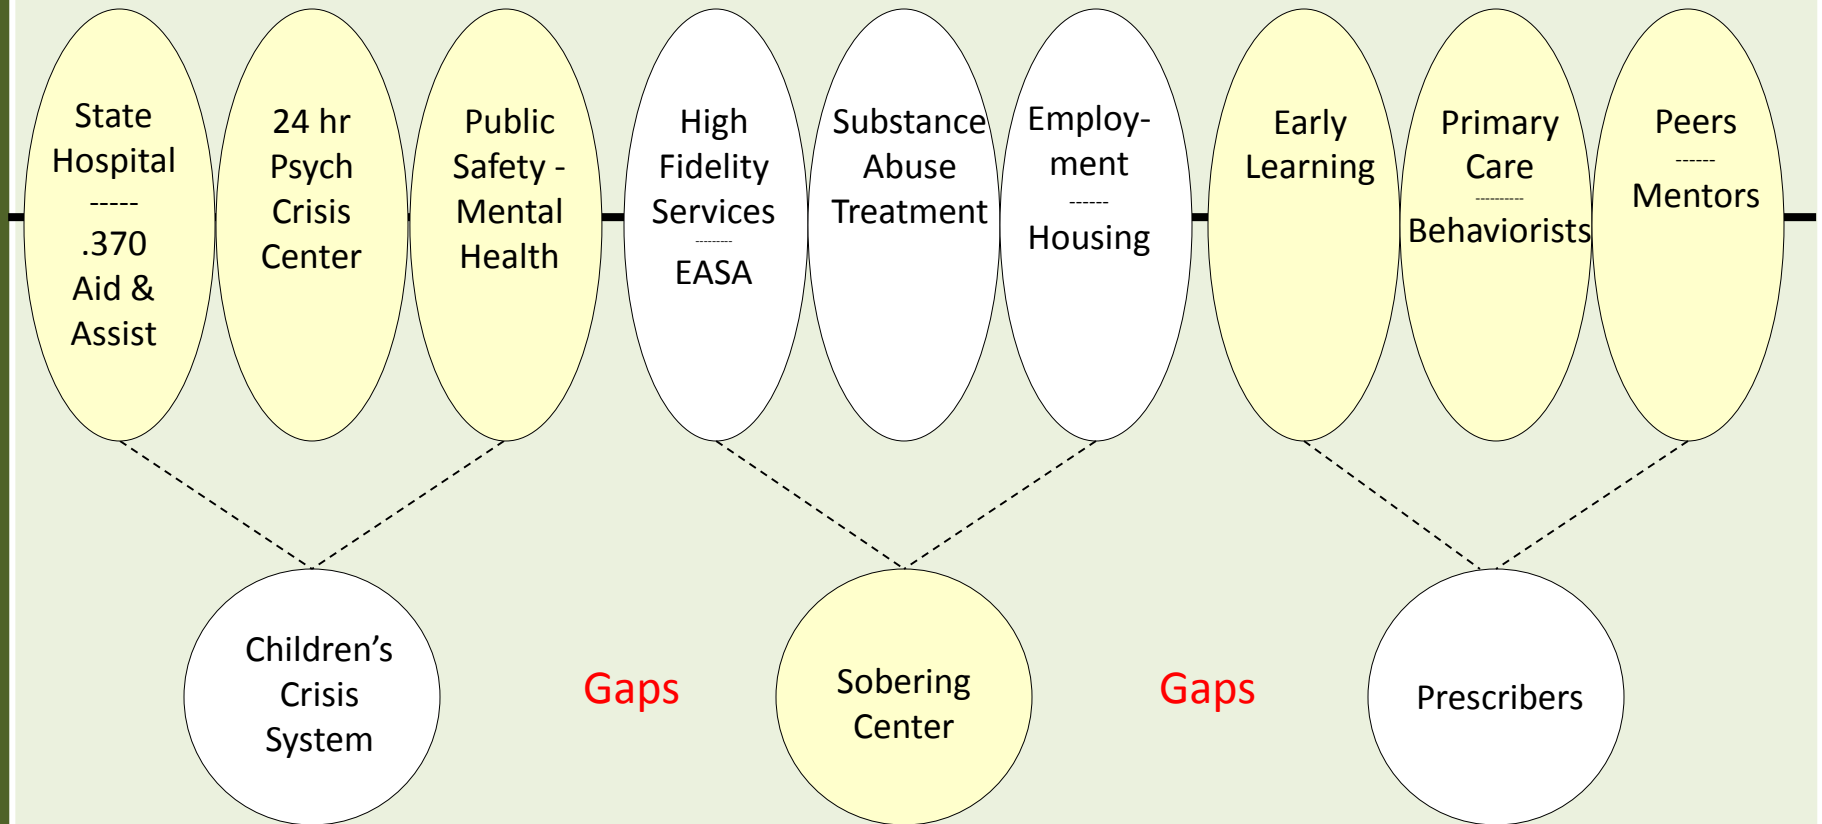 State
Hospital
-----
.370
Aid &
Assist
24 hr
Psych
Crisis
Center
Public
Safety -
Mental
Health
High
Fidelity
Services
---------
EASA
Substance
Abuse
Treatment
Employ-
ment
------
Housing
Early
Learning
Primary
Care
----------
Behaviorists
Peers
------
Mentors
Children’s
Crisis
System
Gaps
Sobering
Center
Gaps
Prescribers